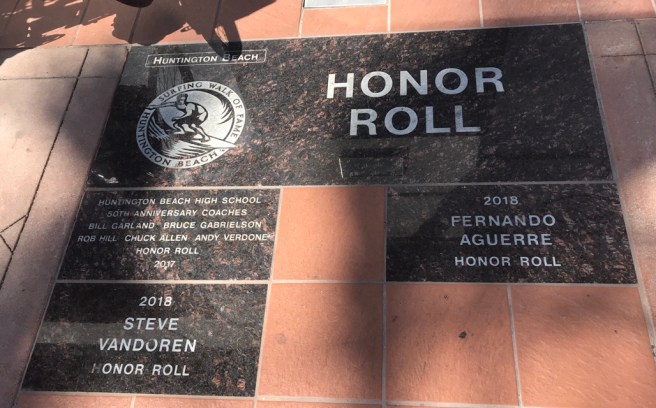 HUNTINGTON BEACH
HONOR
ROLL
SURFING WALK OF FAME
HUNTINGTON BEACH
HUNTINGTON BEACH HIGH SCHOOL
50TH ANNIVERSARY COACHES
BILL GARLAND BRUCE GABRIELSON
ROB HILL CHUCK ALLEN ANDY VERDONE
HONOR ROLL
2017
2018
FERNANDO
AGUERRE
HONOR ROLL
2018
STEVE
VANDOREN
HONOR ROLL